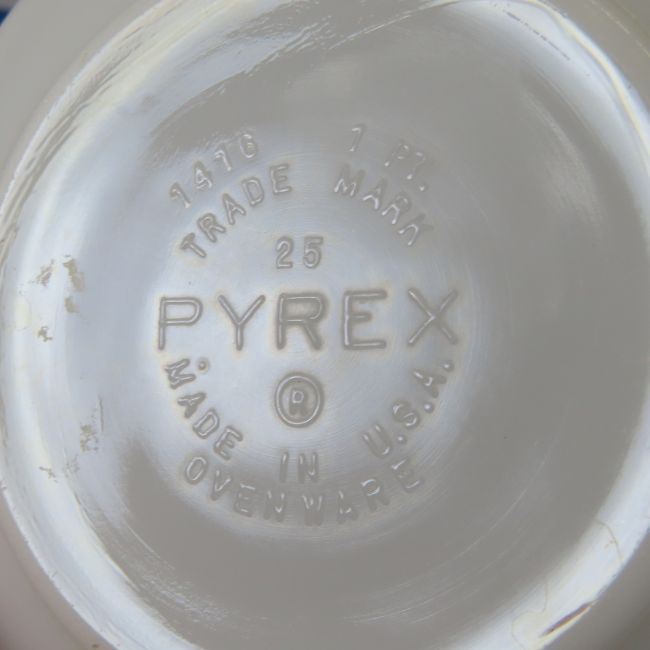 1410 1 PT.
TRADE MARK
25
PYREX
®
MADE IN U.S.A.
OVENWARE